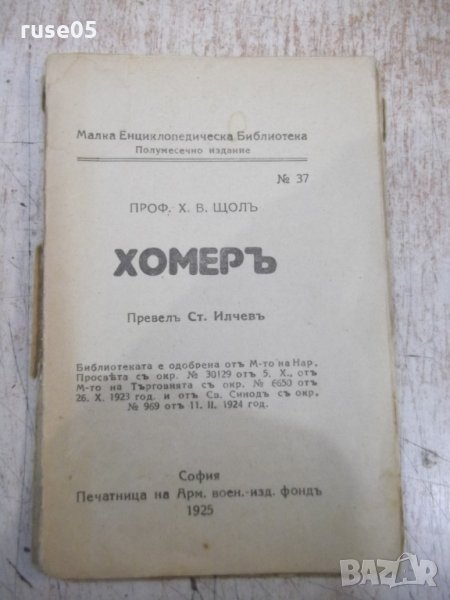 ruse05
Малка Енциклопедическа Библиотека
Полумесечно издание
№ 37
ПРОФ. Х. В. ЩОЛЪ
ХОМЕРЪ
Превелъ Ст. Илчевъ
Библиотеката е одобрена отъ М-то на Нар.
Просвѣта съ окр. № 30129 отъ 5. X., отъ
М-то на Търговията съ окр. № 6650 отъ
26. X. 1923 год. и отъ Св. Синодъ съ окр.
№ 969 отъ 11. II. 1924 год.
София
Печатница на Арм. воен.-изд. фондъ
1925
BAZAR
bg